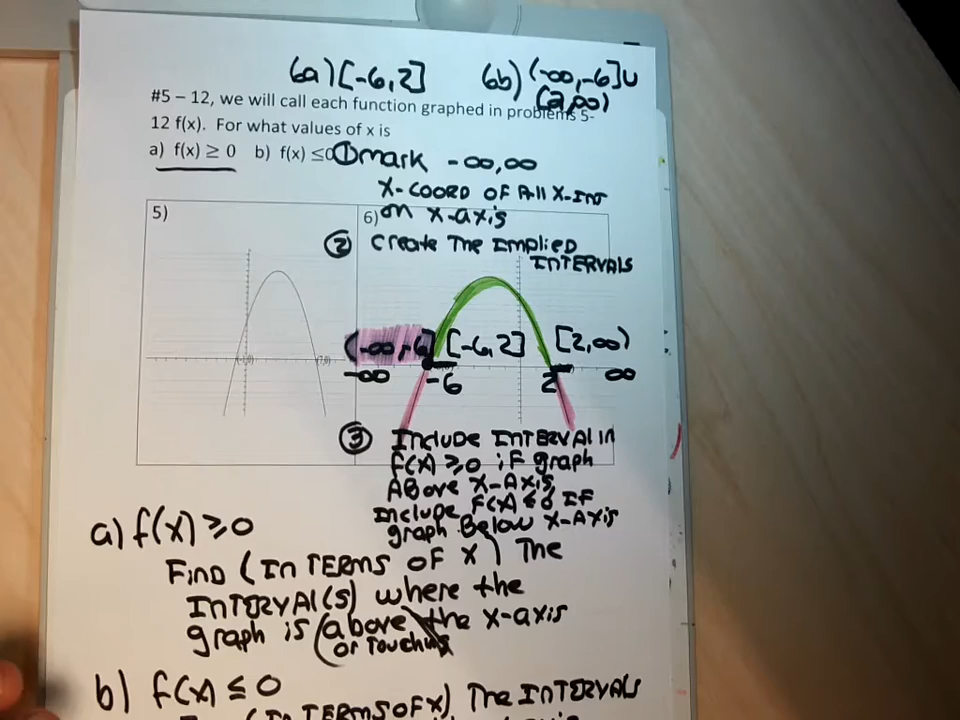 6a) [-6,2] 6b) (-∞,-6]∪
[2,∞)
#5 – 12, we will call each function graphed in problems 5-
12 f(x). For what values of x is
a) f(x) ≥ 0 b) f(x) ≤0 ① mark -∞,∞
X-COORD OF All X-INT
on x-axis
5) 6)
② Create The Implied
INTERVALS
(-∞,-6] [-6,2] [2,∞)
-∞ -6 2 ∞
(7,0)
③ Include INTERVAL in
f(x) ≥0 if graph
Above X-Axis
Include F(x) ≤0 IF
graph Below X-Axis
a) f(x) ≥0
FIND (In TERMS OF X) The
INTERVAl(S) where the
graph is (above) the x-axis
or Touching
b) f(x) ≤ 0
(In TERMS OF x) The INTERVAlS